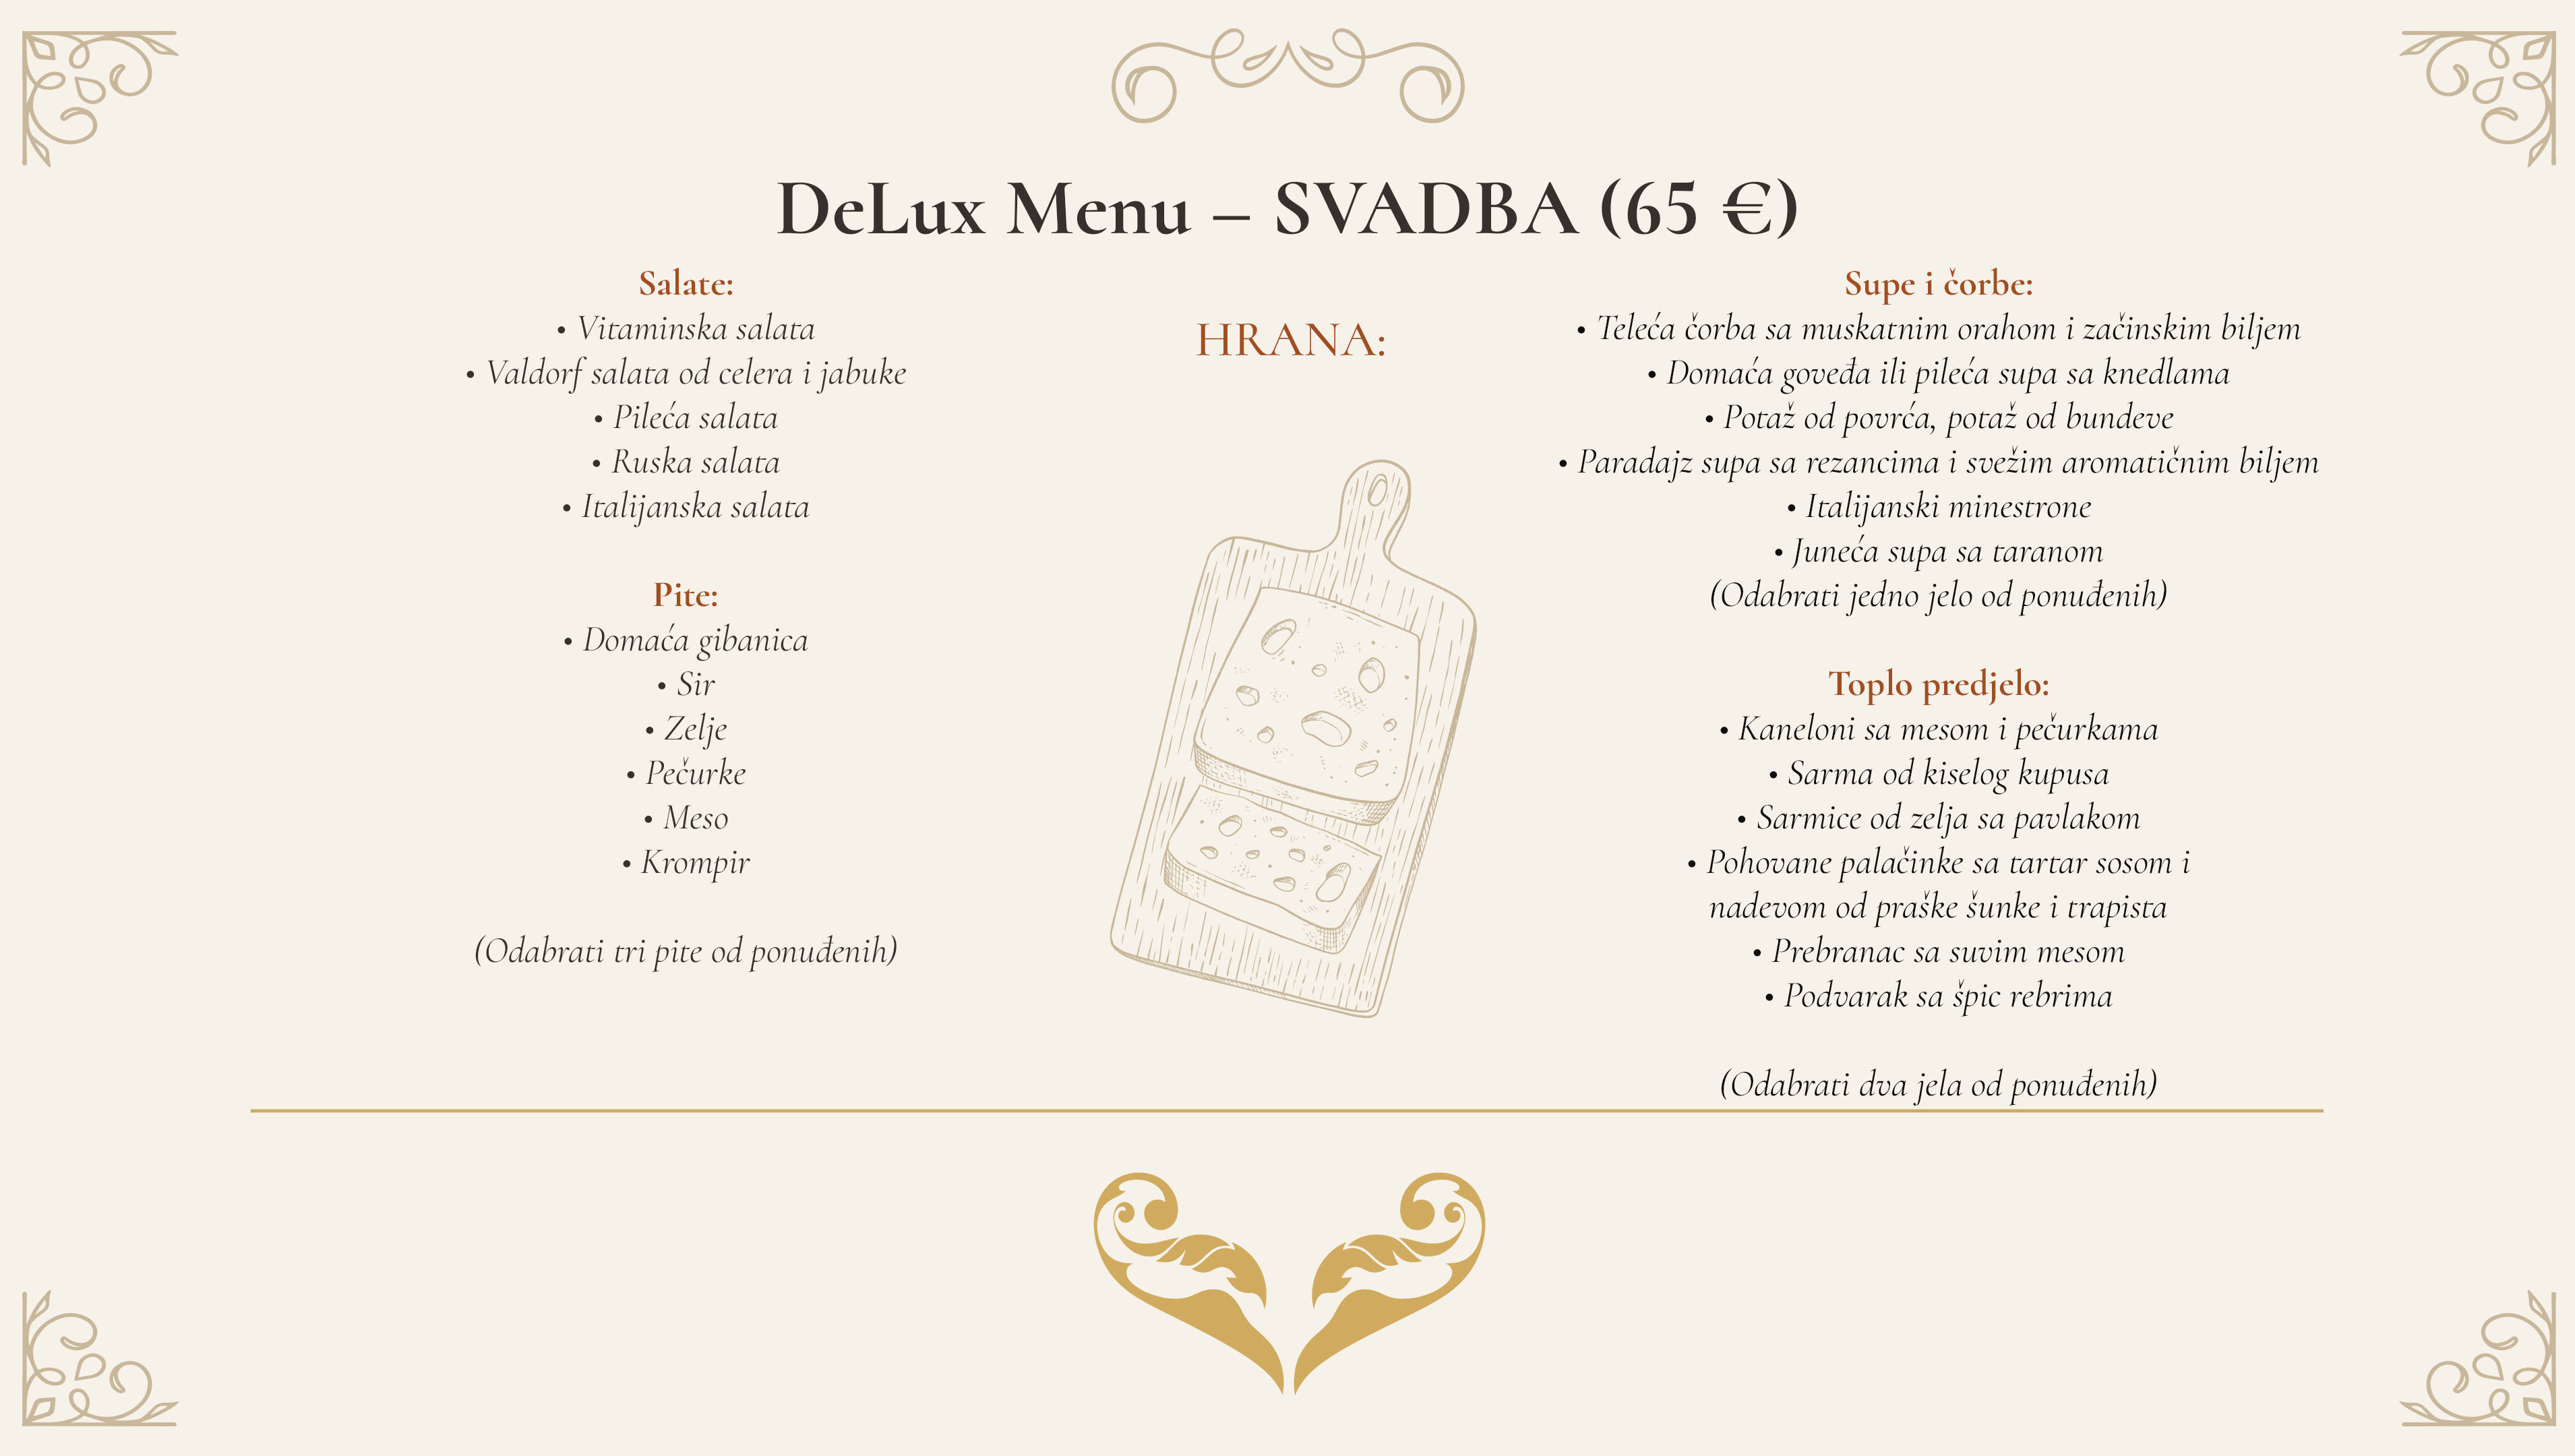 DeLux Menu – SVADBA (65 €)
Salate:
• Vitaminska salata
• Valdorf salata od celera i jabuke
• Pileća salata
• Ruska salata
• Italijanska salata
Pite:
• Domaća gibanica
• Sir
• Zelje
• Pečurke
• Meso
• Krompir
(Odabrati tri pite od ponuđenih)
HRANA:
Supe i čorbe:
• Teleća čorba sa muskatnim orahom i začinskim biljem
• Domaća goveđa ili pileća supa sa knedlama
• Potaž od povrća, potaž od bundeve
• Paradajz supa sa rezancima i svežim aromatičnim biljem
• Italijanski minestrone
• Juneća supa sa taranom
(Odabrati jedno jelo od ponuđenih)
Toplo predjelo:
• Kaneloni sa mesom i pečurkama
• Sarma od kiselog kupusa
• Sarmice od zelja sa pavlakom
• Pohovane palačinke sa tartar sosom i
nadevom od praške šunke i trapista
• Prebranac sa suvim mesom
• Podvarak sa špic rebrima
(Odabrati dva jela od ponuđenih)